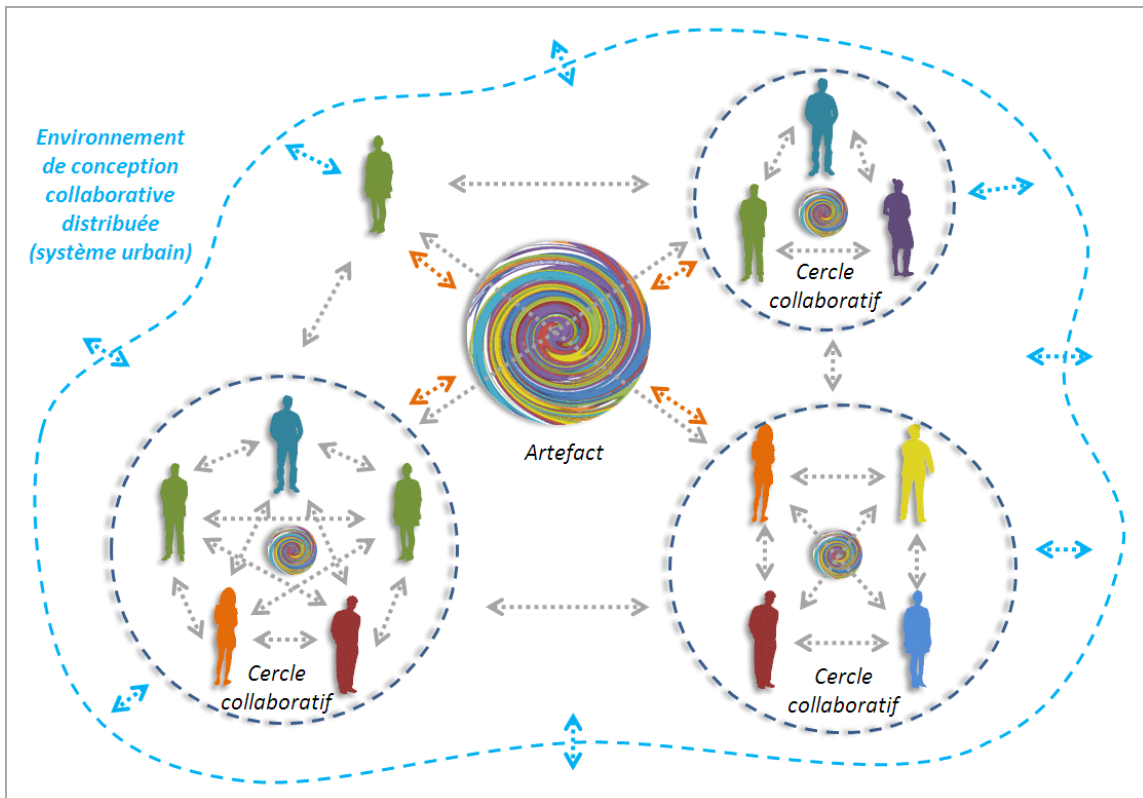 Environnement
de conception
collaborative
distribuée
(système urbain)
Cercle
collaboratif
Artefact
Cercle
collaboratif
Cercle
collaboratif